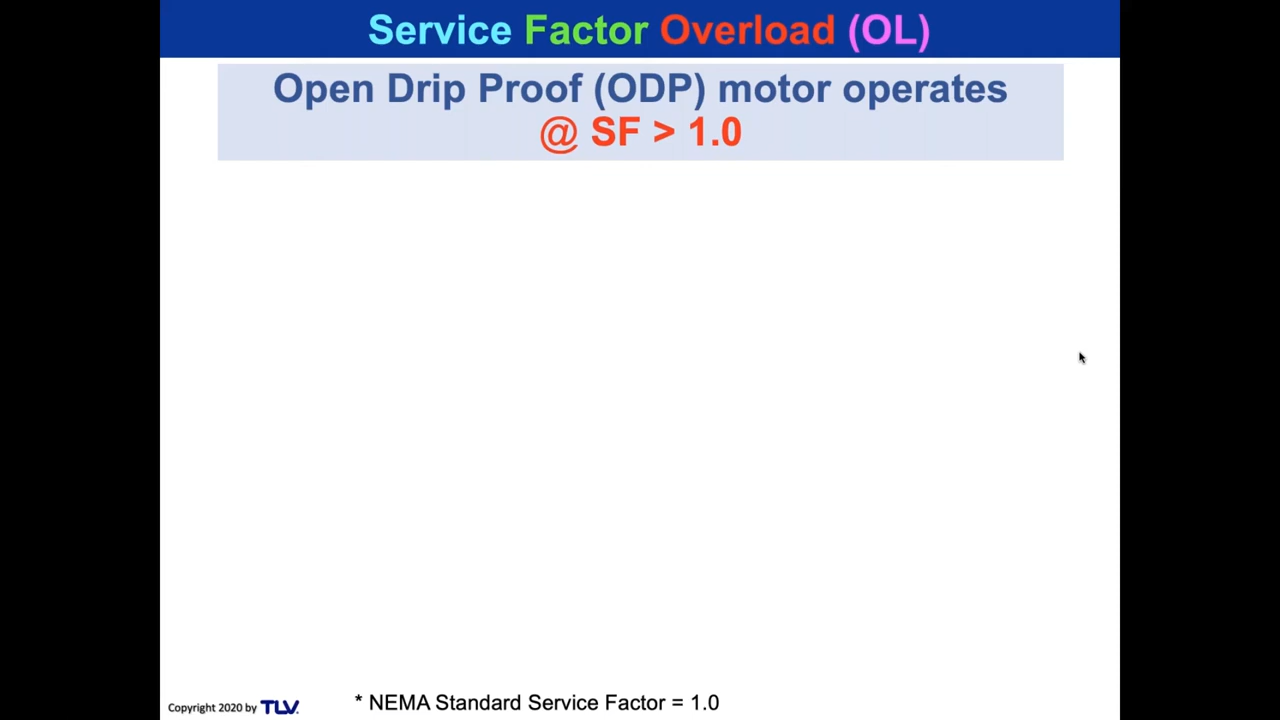 Service Factor Overload (OL)
Open Drip Proof (ODP) motor operates
@ SF > 1.0
* NEMA Standard Service Factor = 1.0
Copyright 2020 by TLV.